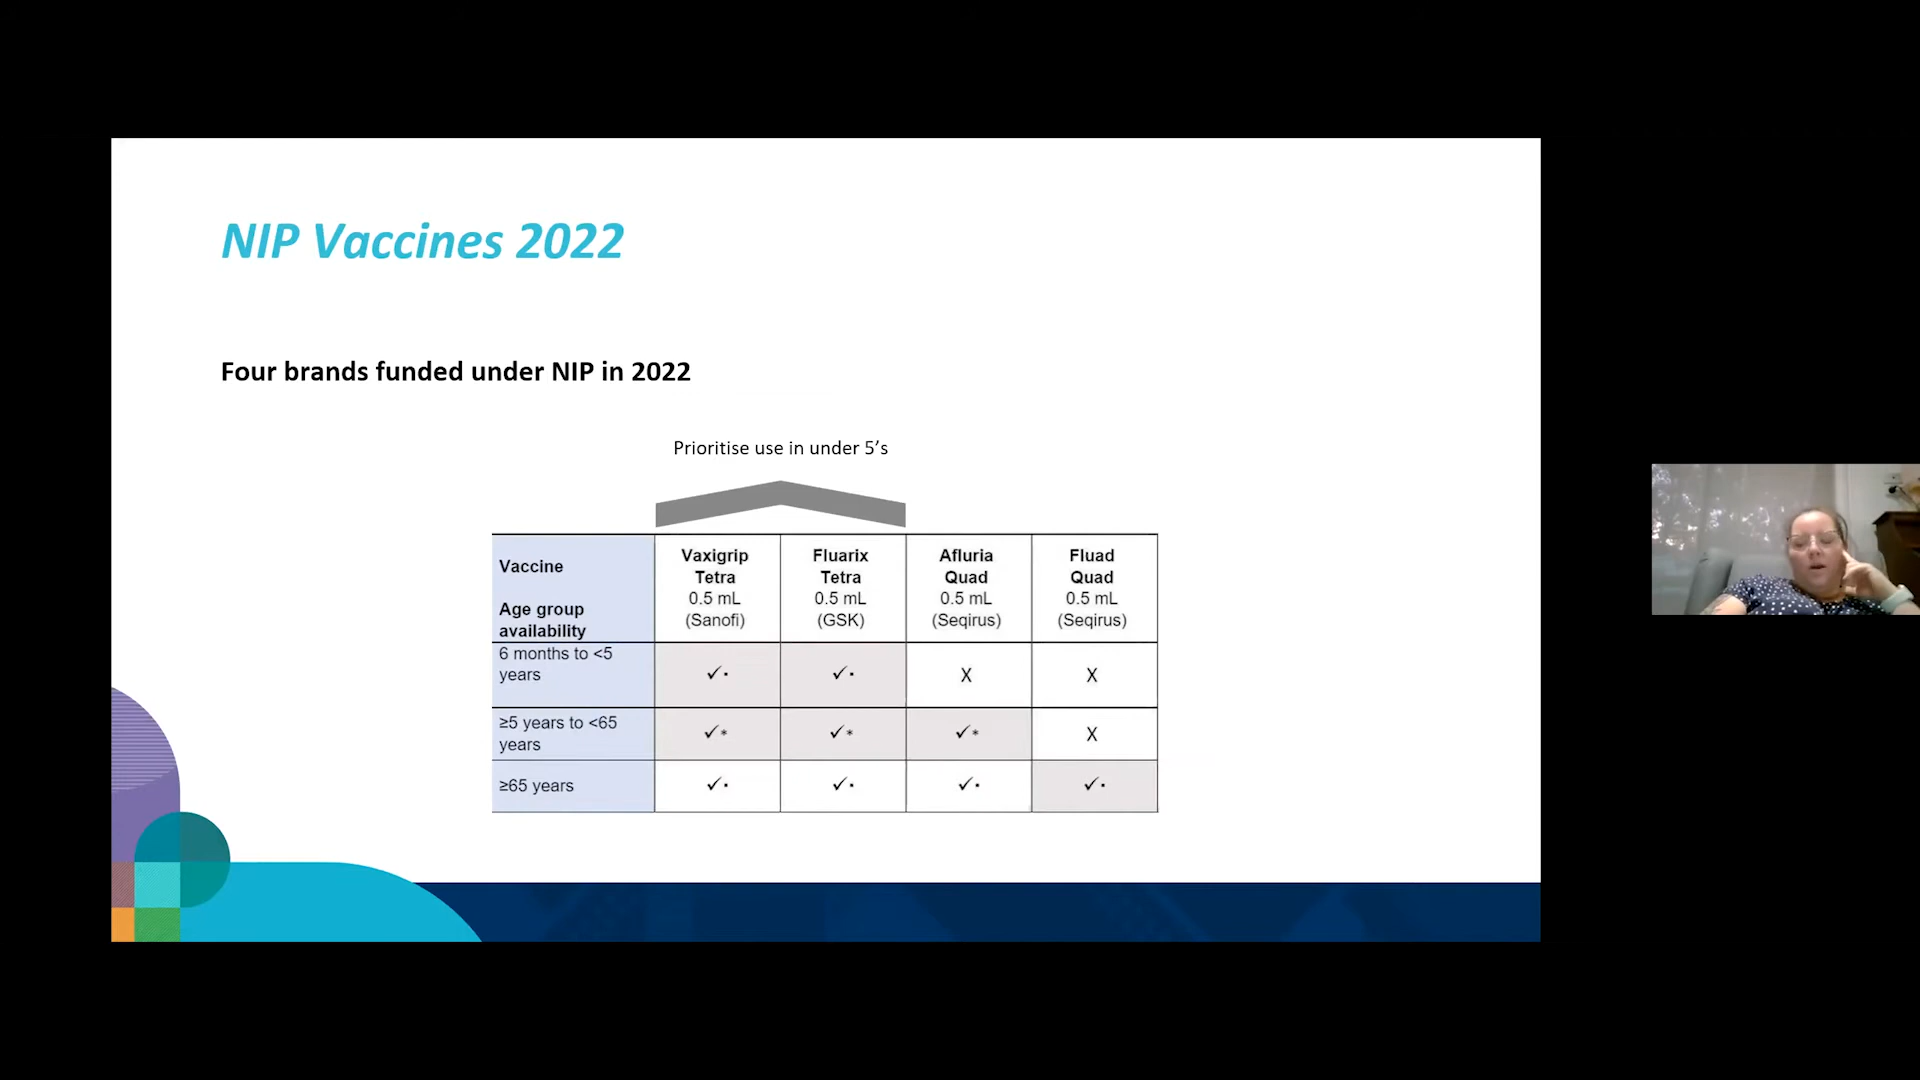 NIP Vaccines 2022
Four brands funded under NIP in 2022
Prioritise use in under 5’s
Vaccine
Age group
availability
Vaxigrip
Tetra
0.5 mL
(Sanofi)
Fluarix
Tetra
0.5 mL
(GSK)
Afluria
Quad
0.5 mL
(Seqirus)
Fluad
Quad
0.5 mL
(Seqirus)
6 months to <5
years
✓·
✓·
X
X
≥5 years to <65
years
✓*
✓*
✓*
X
≥65 years
✓·
✓·
✓·
✓·